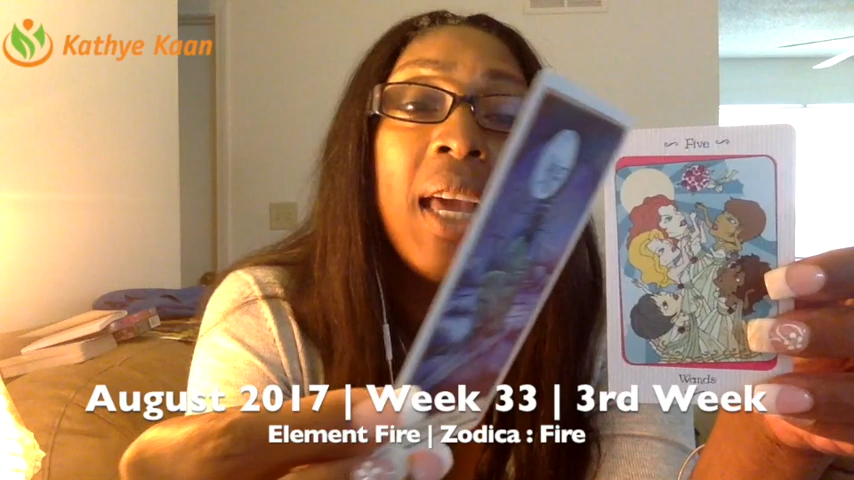 Kathye Kaan
Five
Wands
August 2017 | Week 33 | 3rd Week
Element Fire | Zodica : Fire